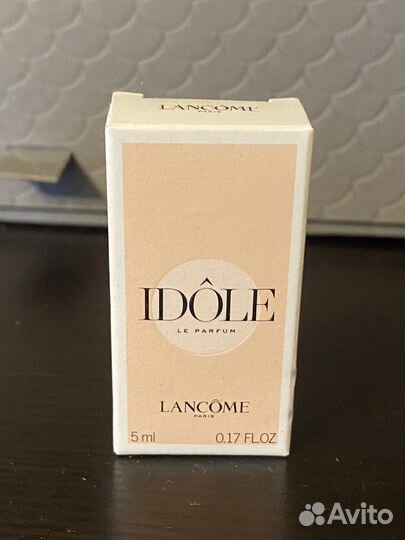 LANCÔME
PARIS
IDÔLE
LE PARFUM
LANCÔME
PARIS
5 ml 0.17 FL.OZ
Avito